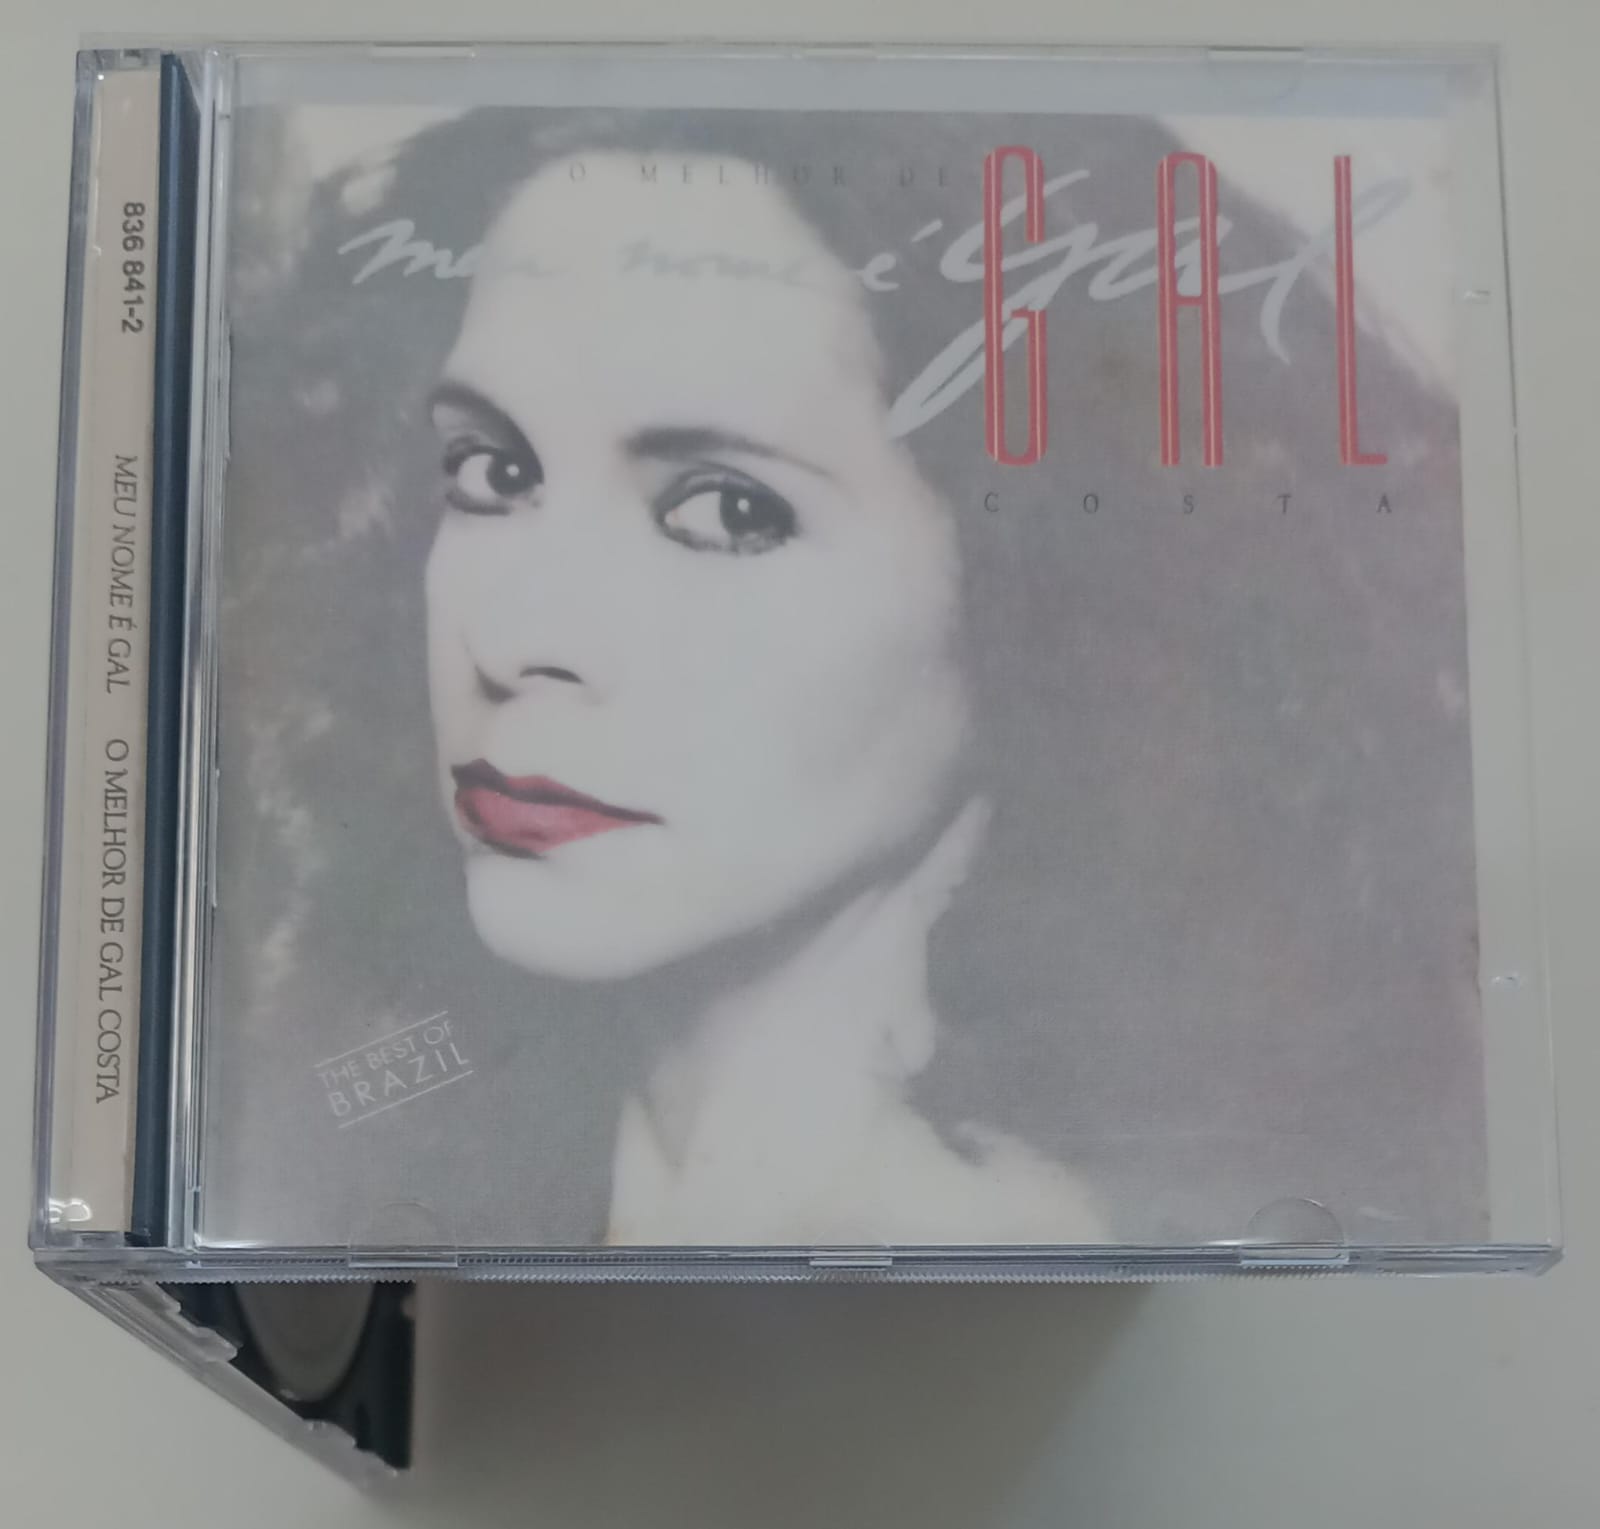 836 841-2
MEU NOME É GAL O MELHOR DE GAL COSTA
O MELHOR DE
GAL
meu nome é Gal
COSTA
THE BEST OF
BRAZIL